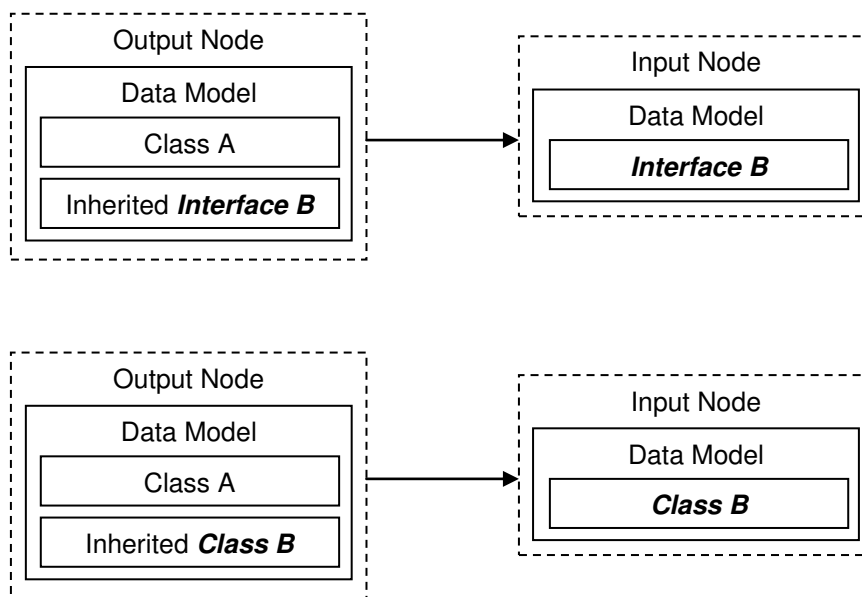 Output Node
Data Model
Class A
Inherited Interface B
Input Node
Data Model
Interface B
Output Node
Data Model
Class A
Inherited Class B
Input Node
Data Model
Class B